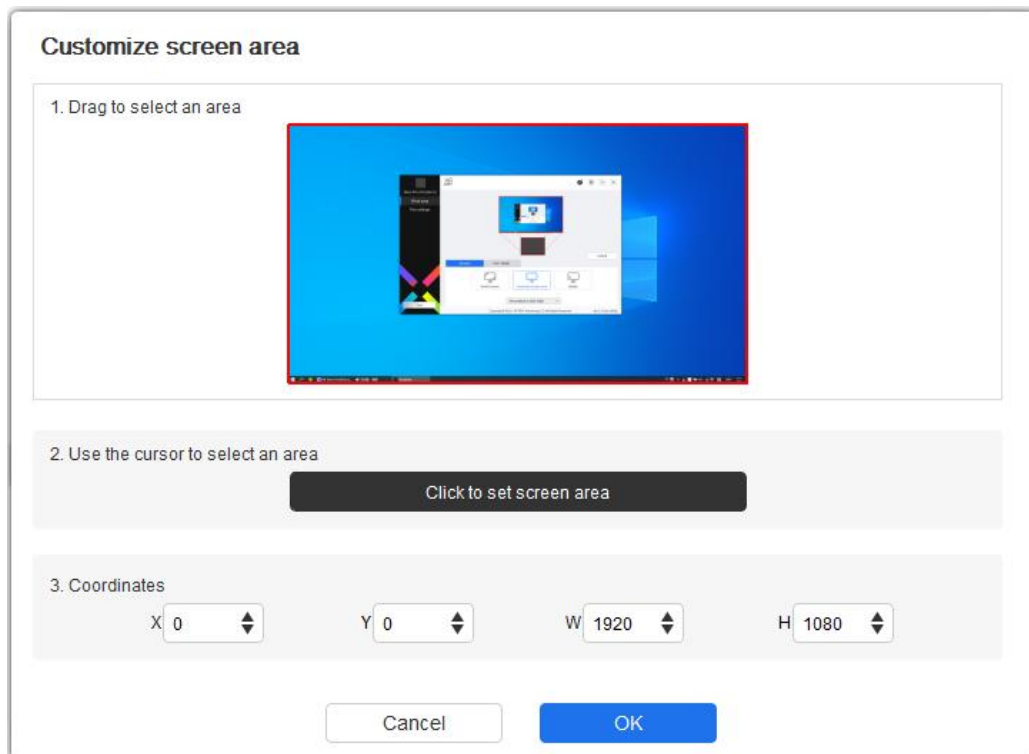 Customize screen area
1. Drag to select an area
2. Use the cursor to select an area
Click to set screen area
3. Coordinates
X 0 Y 0 W 1920 H 1080
Cancel OK